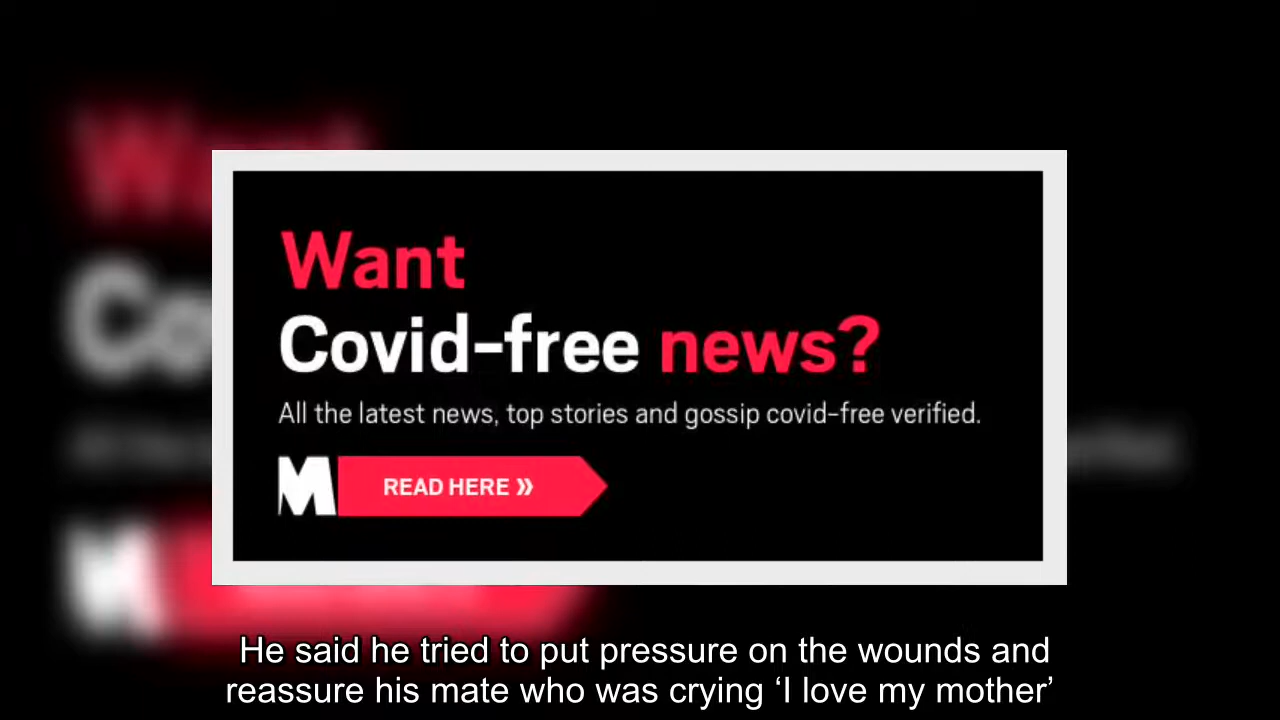 Want
Covid-free news?
All the latest news, top stories and gossip covid-free verified.
M READ HERE »
He said he tried to put pressure on the wounds and
reassure his mate who was crying ‘I love my mother’